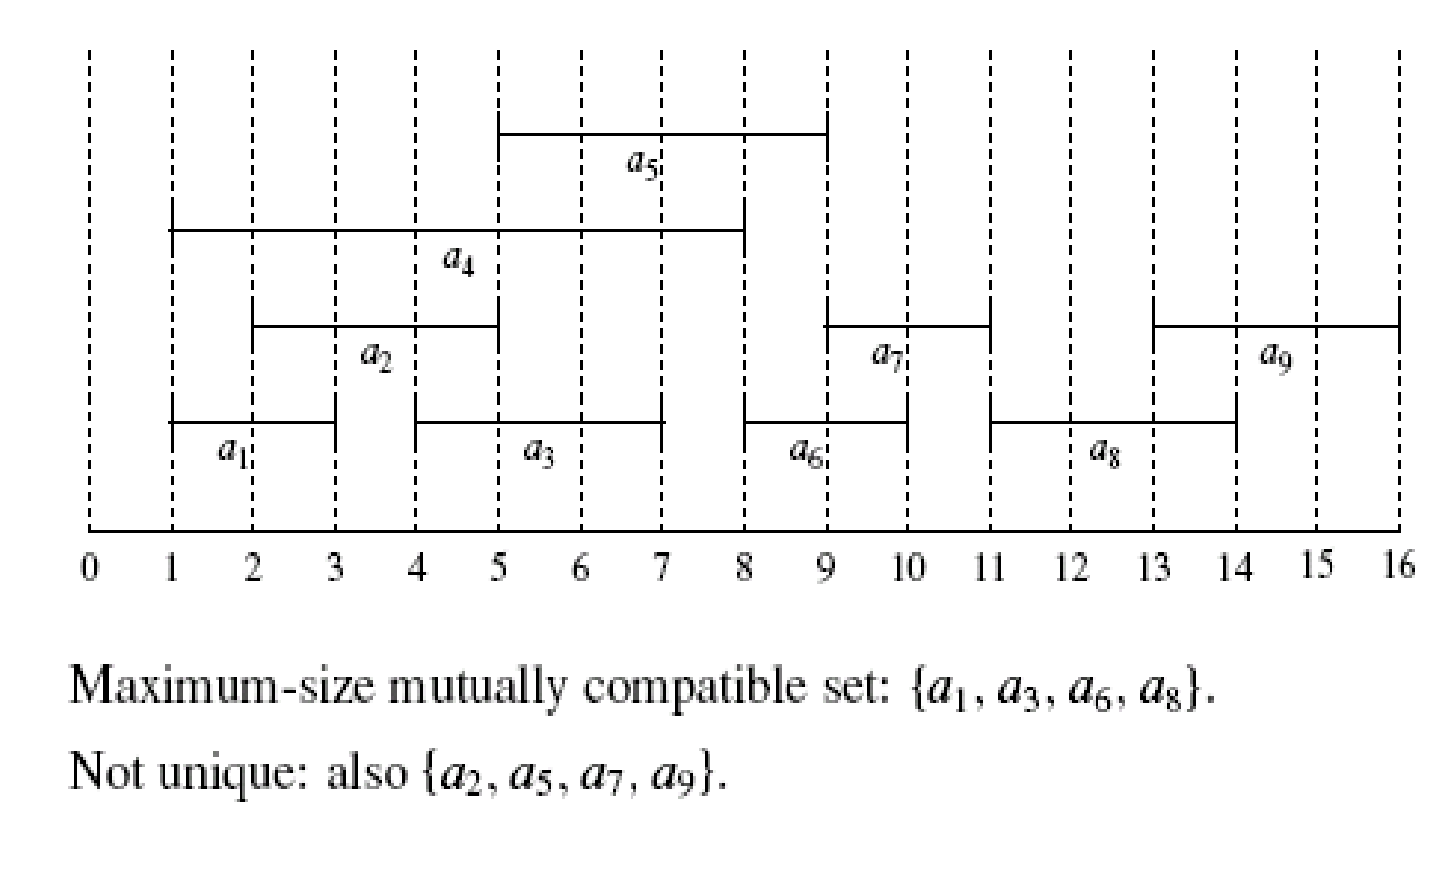 a₅
a₄
a₂ a₇ a₉
a₁ a₃ a₆ a₈
0 1 2 3 4 5 6 7 8 9 10 11 12 13 14 15 16
Maximum-size mutually compatible set: {a₁, a₃, a₆, a₈}.
Not unique: also {a₂, a₅, a₇, a₉}.